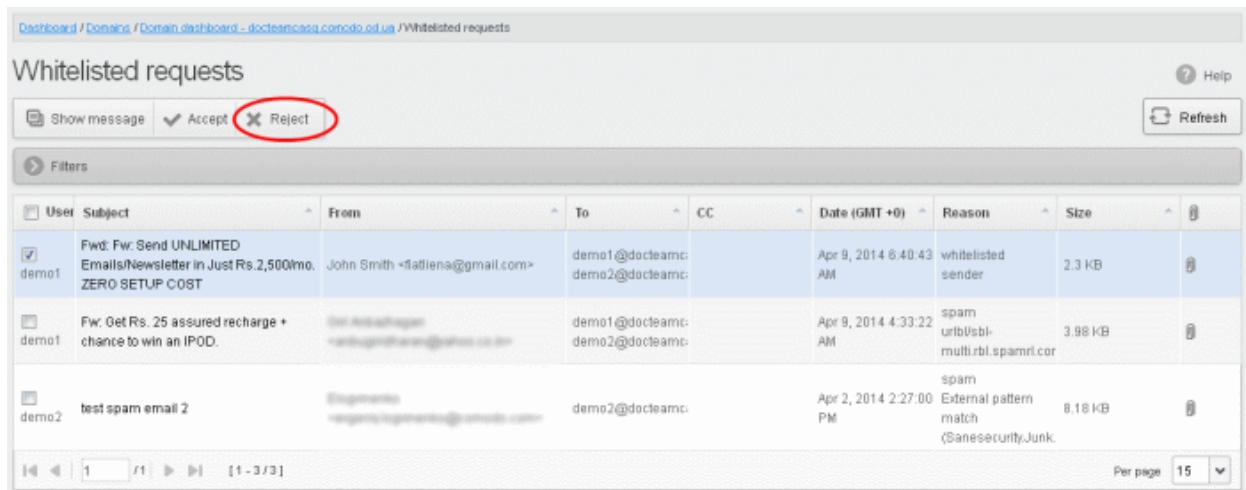 Dashboard / Domains / Domain dashboard - docteamcasg.comodo.od.ua / Whitelisted requests
Whitelisted requests
Help
Show message Accept Reject Refresh
Filters
User Subject From To CC Date (GMT +0) Reason Size
demo1
Fwd: Fw: Send UNLIMITED
Emails/Newsletter in Just Rs.2,500/mo.
ZERO SETUP COST
John Smith <flatliena@gmail.com>
demo1@docteamc
demo2@docteamc
Apr 9, 2014 6:40:43
AM
whitelisted
sender
2.3 KB
demo1
Fw: Get Rs. 25 assured recharge +
chance to win an IPOD.
demo1@docteamc
demo2@docteamc
Apr 9, 2014 4:33:22
AM
spam
urlbl/sbl-
multi.rbl.spamrl.cor
3.98 KB
demo2
test spam email 2
demo2@docteamc
Apr 2, 2014 2:27:00
PM
spam
External pattern
match
(Sanesecurity.Junk.
8.18 KB
1 /1 [1 - 3 / 3] Per page 15